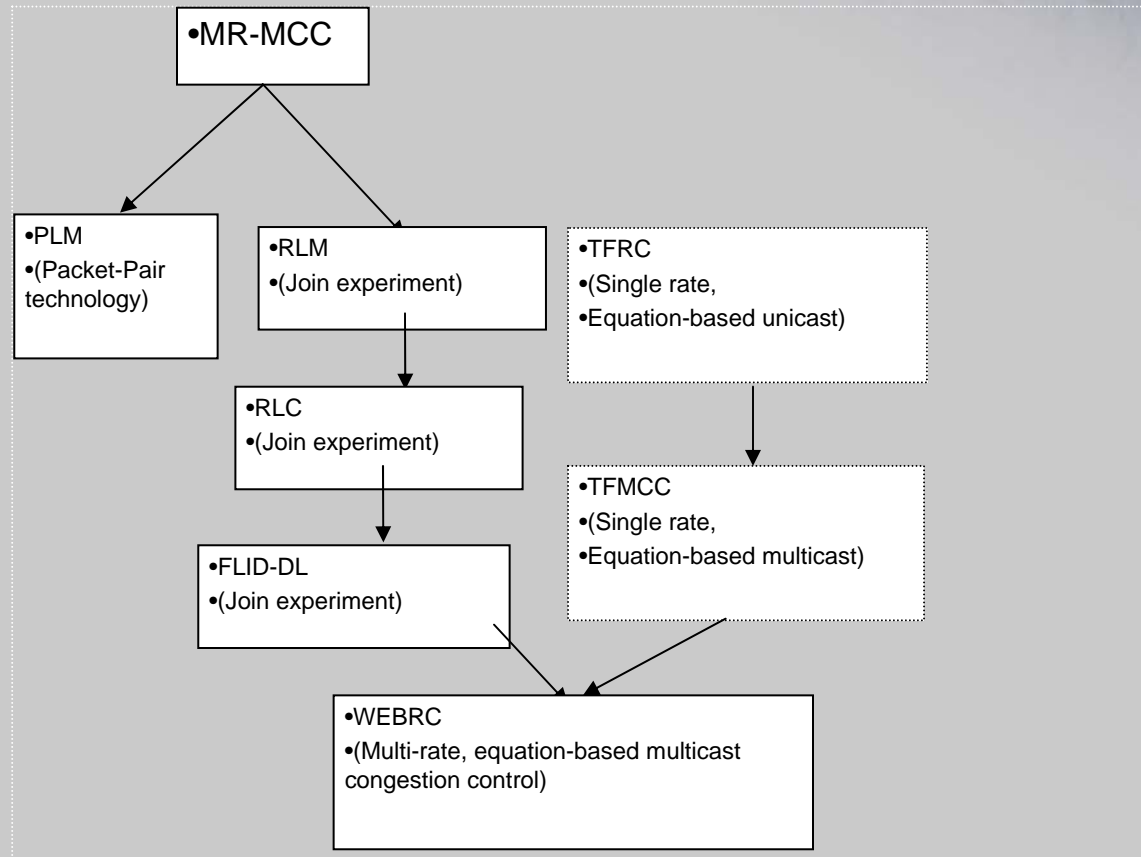 •MR-MCC
•PLM
•(Packet-Pair
technology)
•RLM
•(Join experiment)
•TFRC
•(Single rate,
•Equation-based unicast)
•RLC
•(Join experiment)
•TFMCC
•(Single rate,
•Equation-based multicast)
•FLID-DL
•(Join experiment)
•WEBRC
•(Multi-rate, equation-based multicast
congestion control)